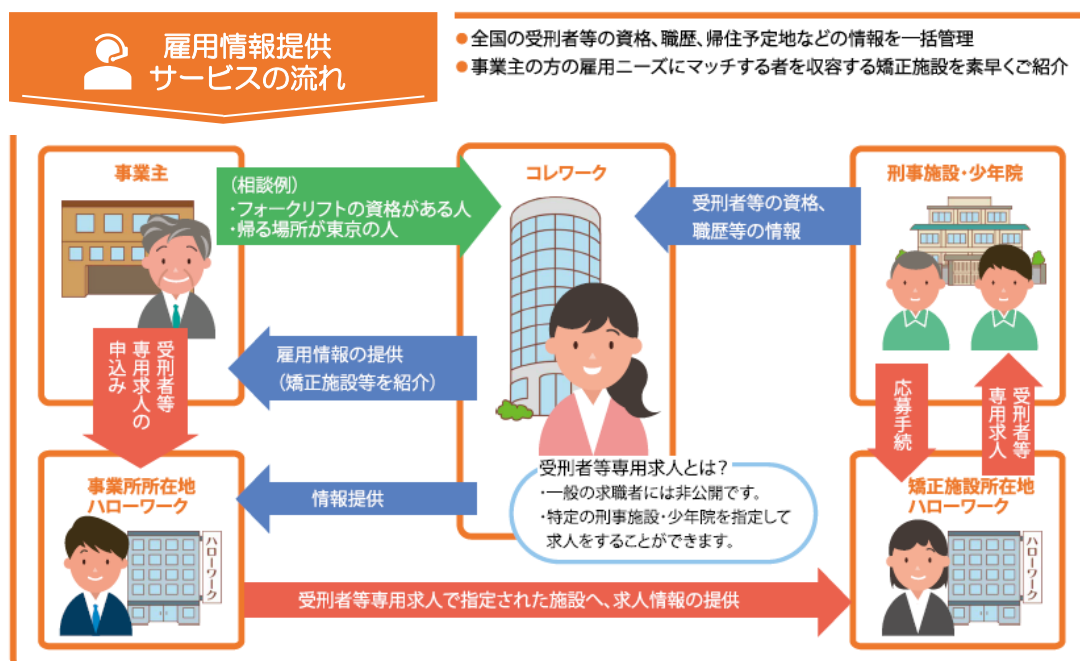 雇用情報提供
サービスの流れ
●全国の受刑者等の資格、職歴、帰住予定地などの情報を一括管理
●事業主の方の雇用ニーズにマッチする者を収容する矯正施設を素早くご紹介
事業主
(相談例)
・フォークリフトの資格がある人
・帰る場所が東京の人
コレワーク
受刑者等の資格、
職歴等の情報
刑事施設・少年院
受刑者等
専用求人の
申込み
雇用情報の提供
(矯正施設等を紹介)
応募手続
受刑者等
専用求人
事業所所在地
ハローワーク
ハローワーク
情報提供
受刑者等専用求人とは?
・一般の求職者には非公開です。
・特定の刑事施設・少年院を指定して
求人をすることができます。
矯正施設所在地
ハローワーク
ハローワーク
受刑者等専用求人で指定された施設へ、求人情報の提供